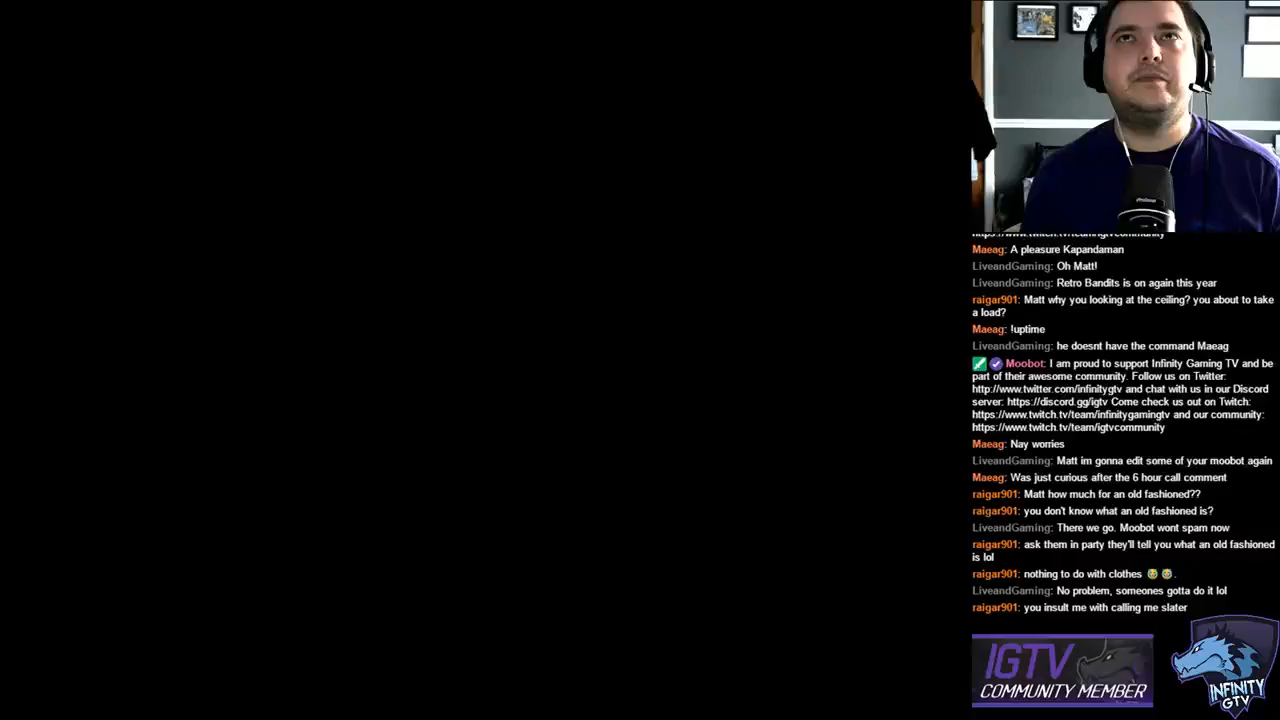 https://www.twitch.tv/team/igtvcommunity
Maeag: A pleasure Kapandaman
LiveandGaming: Oh Matt!
LiveandGaming: Retro Bandits is on again this year
raigar901: Matt why you looking at the ceiling? you about to take
a load?
Maeag: !uptime
LiveandGaming: he doesnt have the command Maeag
Moobot: I am proud to support Infinity Gaming TV and be
part of their awesome community. Follow us on Twitter:
http://www.twitter.com/infinitygtv and chat with us in our Discord
server: https://discord.gg/igtv Come check us out on Twitch:
https://www.twitch.tv/team/infinitygamingtv and our community:
https://www.twitch.tv/team/igtvcommunity
Maeag: Nay worries
LiveandGaming: Matt im gonna edit some of your moobot again
Maeag: Was just curious after the 6 hour call comment
raigar901: Matt how much for an old fashioned??
raigar901: you don't know what an old fashioned is?
LiveandGaming: There we go. Moobot wont spam now
raigar901: ask them in party they'll tell you what an old fashioned
is lol
raigar901: nothing to do with clothes 😂 😂.
LiveandGaming: No problem, someones gotta do it lol
raigar901: you insult me with calling me slater
IGTV
COMMUNITY MEMBER
INFINITY
GTV